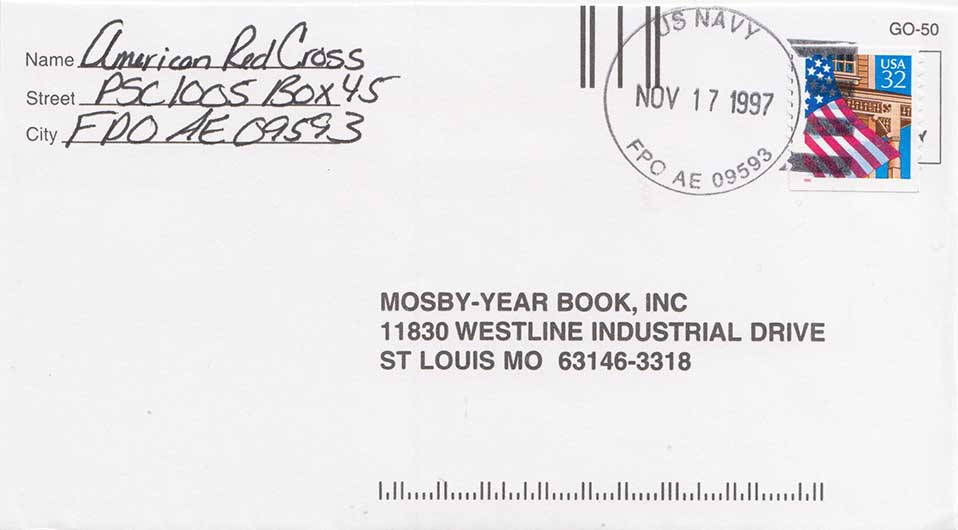 GO-50
Name American Red Cross
Street PSC 1005 Box 45
City FPO AE 09593
US NAVY
NOV 17 1997
FPO AE 09593
USA
32
MOSBY-YEAR BOOK, INC
11830 WESTLINE INDUSTRIAL DRIVE
ST LOUIS MO 63146-3318